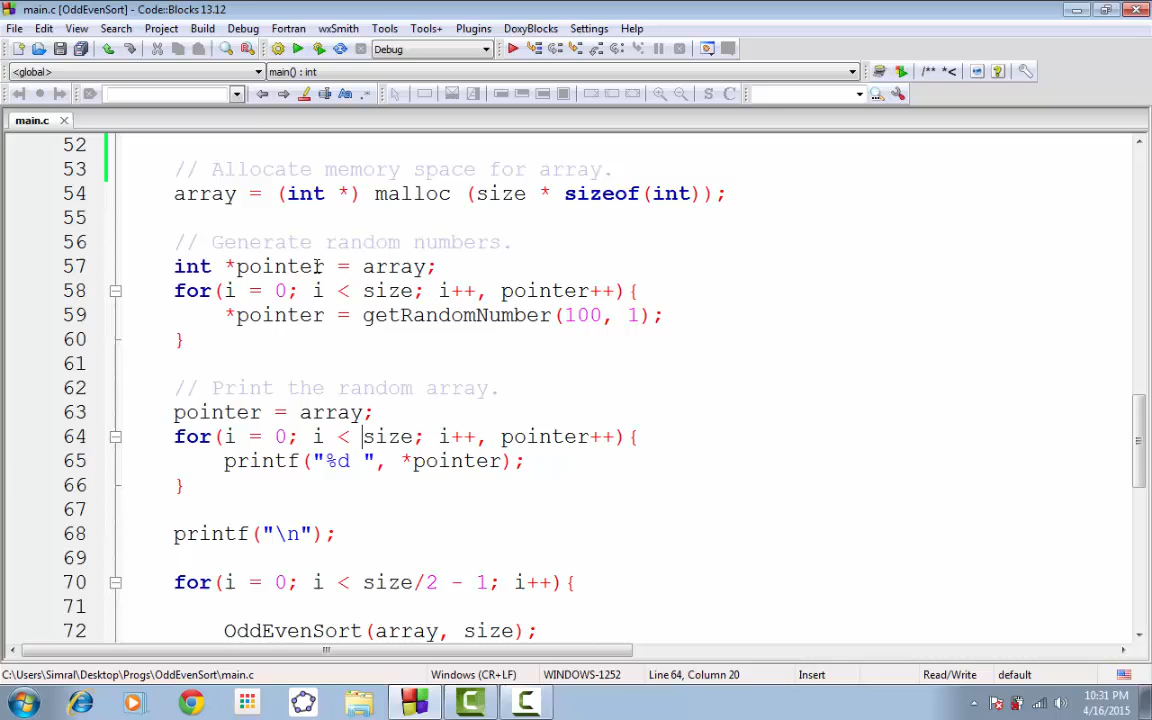 main.c [OddEvenSort] - Code::Blocks 13.12
File Edit View Search Project Build Debug Fortran wxSmith Tools Tools+ Plugins DoxyBlocks Settings Help
Debug
<global> main() : int /** *<
Aa .* S C
main.c
52
53 // Allocate memory space for array.
54 array = (int *) malloc (size * sizeof(int));
55
56 // Generate random numbers.
57 int *pointer = array;
58 for(i = 0; i < size; i++, pointer++){
59 *pointer = getRandomNumber(100, 1);
60 }
61
62 // Print the random array.
63 pointer = array;
64 for(i = 0; i < size; i++, pointer++){
65 printf("%d ", *pointer);
66 }
67
68 printf("\n");
69
70 for(i = 0; i < size/2 - 1; i++){
71
72 OddEvenSort(array, size);
C:\Users\Simral\Desktop\Progs\OddEvenSort\main.c Windows (CR+LF) WINDOWS-1252 Line 64, Column 20 Insert Read/Write default
10:31 PM
4/16/2015